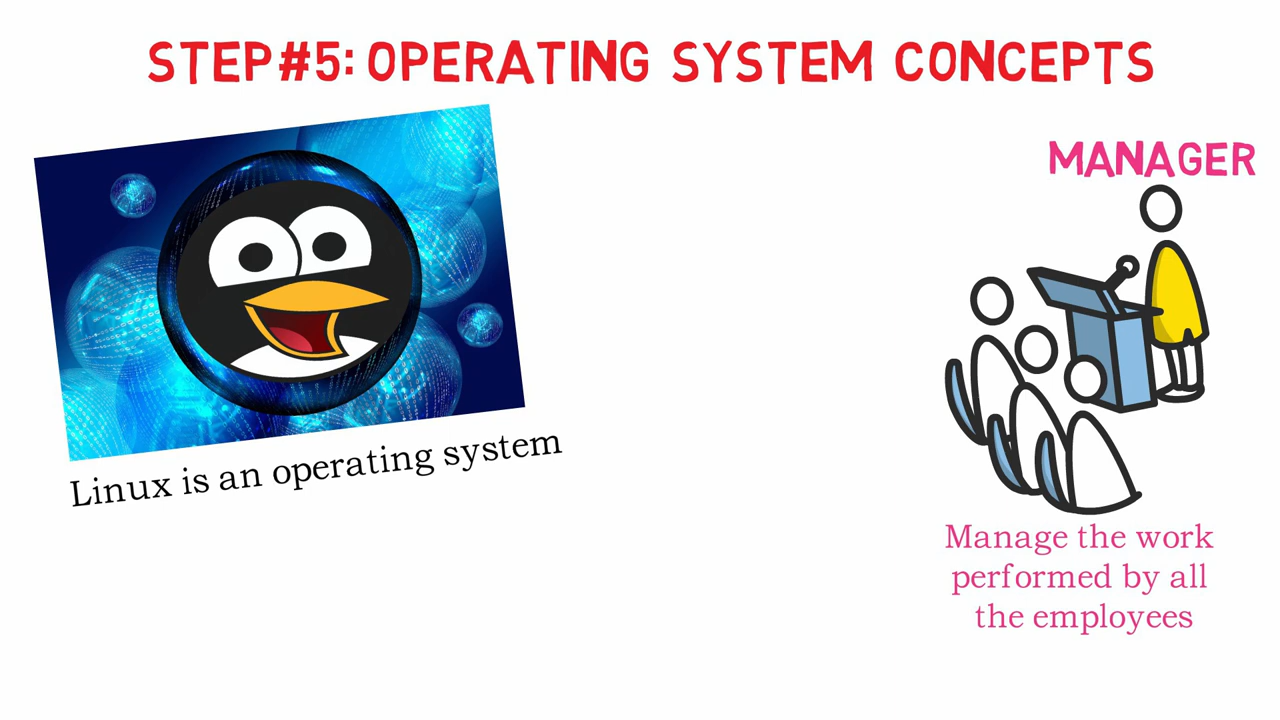 STEP#5: OPERATING SYSTEM CONCEPTS
MANAGER
Linux is an operating system
Manage the work
performed by all
the employees